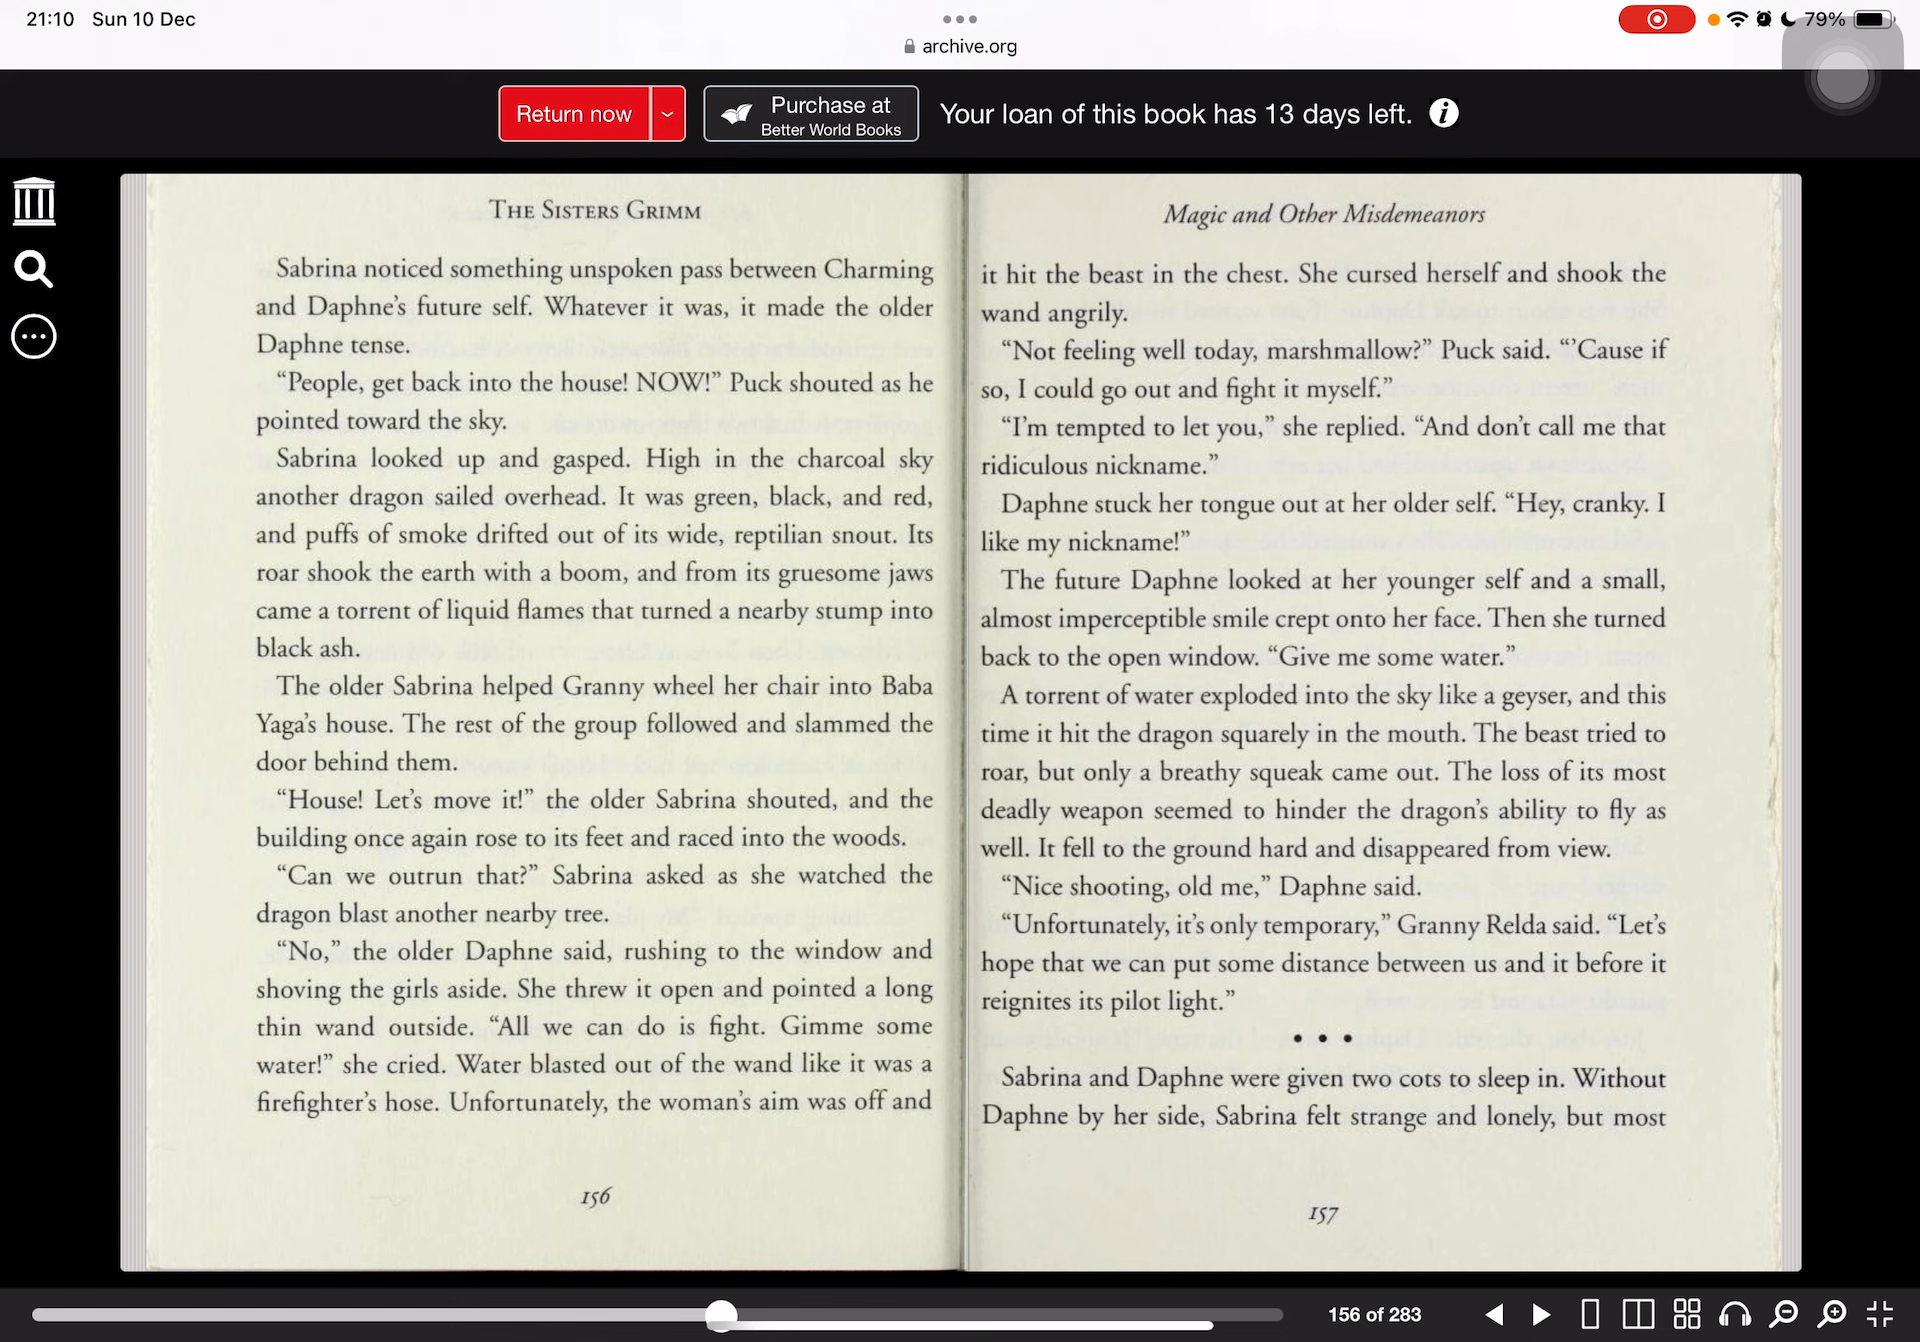 21:10 Sun 10 Dec
79%
archive.org
Return now
Purchase at
Better World Books
Your loan of this book has 13 days left.
THE SISTERS GRIMM
Sabrina noticed something unspoken pass between Charming
and Daphne’s future self. Whatever it was, it made the older
Daphne tense.
“People, get back into the house! NOW!” Puck shouted as he
pointed toward the sky.
Sabrina looked up and gasped. High in the charcoal sky
another dragon sailed overhead. It was green, black, and red,
and puffs of smoke drifted out of its wide, reptilian snout. Its
roar shook the earth with a boom, and from its gruesome jaws
came a torrent of liquid flames that turned a nearby stump into
black ash.
The older Sabrina helped Granny wheel her chair into Baba
Yaga’s house. The rest of the group followed and slammed the
door behind them.
“House! Let’s move it!” the older Sabrina shouted, and the
building once again rose to its feet and raced into the woods.
“Can we outrun that?” Sabrina asked as she watched the
dragon blast another nearby tree.
“No,” the older Daphne said, rushing to the window and
shoving the girls aside. She threw it open and pointed a long
thin wand outside. “All we can do is fight. Gimme some
water!” she cried. Water blasted out of the wand like it was a
firefighter’s hose. Unfortunately, the woman’s aim was off and
156
Magic and Other Misdemeanors
it hit the beast in the chest. She cursed herself and shook the
wand angrily.
“Not feeling well today, marshmallow?” Puck said. “’Cause if
so, I could go out and fight it myself.”
“I’m tempted to let you,” she replied. “And don’t call me that
ridiculous nickname.”
Daphne stuck her tongue out at her older self. “Hey, cranky. I
like my nickname!”
The future Daphne looked at her younger self and a small,
almost imperceptible smile crept onto her face. Then she turned
back to the open window. “Give me some water.”
A torrent of water exploded into the sky like a geyser, and this
time it hit the dragon squarely in the mouth. The beast tried to
roar, but only a breathy squeak came out. The loss of its most
deadly weapon seemed to hinder the dragon’s ability to fly as
well. It fell to the ground hard and disappeared from view.
“Nice shooting, old me,” Daphne said.
“Unfortunately, it’s only temporary,” Granny Relda said. “Let’s
hope that we can put some distance between us and it before it
reignites its pilot light.”
• • •
Sabrina and Daphne were given two cots to sleep in. Without
Daphne by her side, Sabrina felt strange and lonely, but most
157
156 of 283